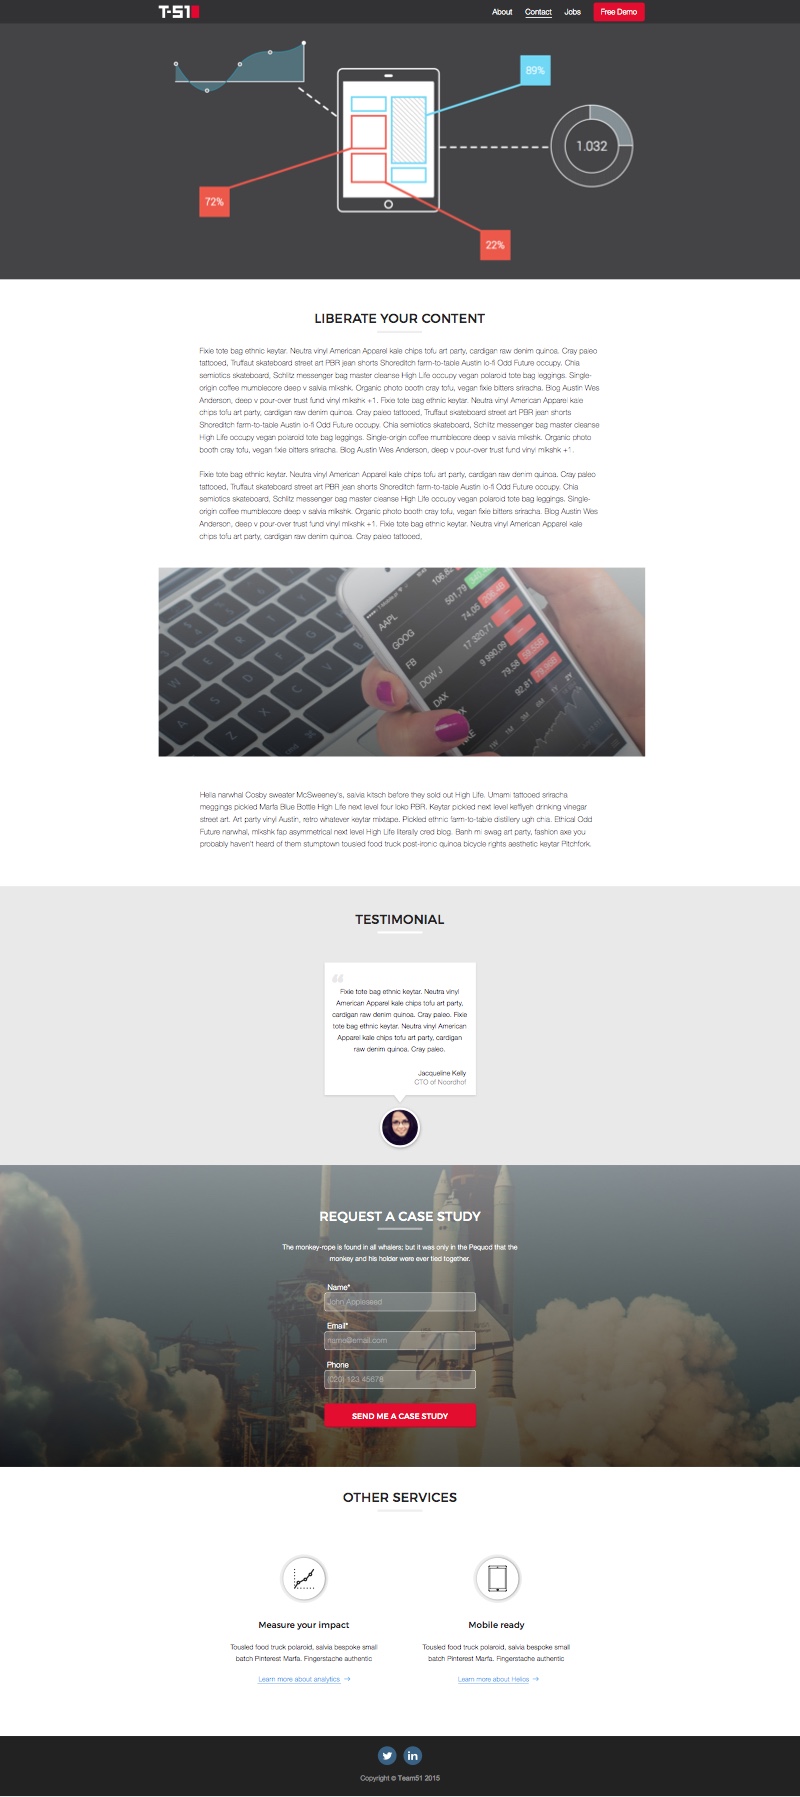 T-51
About Contact Jobs Free Demo
89%
1.032
72%
22%
LIBERATE YOUR CONTENT
Fixie tote bag ethnic keytar. Neutra vinyl American Apparel kale chips tofu art party, cardigan raw denim quinoa. Cray paleo
tattooed, Truffaut skateboard street art PBR jean shorts Shoreditch farm-to-table Austin lo-fi Odd Future occupy. Chia
semiotics skateboard, Schlitz messenger bag master cleanse High Life occupy vegan polaroid tote bag leggings. Single-
origin coffee mumblecore deep v salvia mlkshk. Organic photo booth cray tofu, vegan fixie bitters sriracha. Blog Austin Wes
Anderson, deep v pour-over trust fund vinyl mlkshk +1. Fixe tote bag ethnic keytar. Neutra vinyl American Apparel kale
chips tofu art party, cardigan raw denim quinoa. Cray paleo tattooed, Truffaut skateboard street art PBR jean shorts
Shoreditch farm-to-table Austin lo-fi Odd Future occupy. Chia semiotics skateboard, Schlitz messenger bag master cleanse
High Life occupy vegan polaroid tote bag leggings. Single-origin coffee mumblecore deep v salvia mlkshk. Organic photo
booth cray tofu, vegan fixie bitters sriracha. Blog Austin Wes Anderson, deep v pour-over trust fund vinyl mlkshk +1.
Fixie tote bag ethnic keytar. Neutra vinyl American Apparel kale chips tofu art party, cardigan raw denim quinoa. Cray paleo
tattooed, Truffaut skateboard street art PBR jean shorts Shoreditch farm-to-table Austin lo-fi Odd Future occupy. Chia
semiotics skateboard, Schlitz messenger bag master cleanse High Life occupy vegan polaroid tote bag leggings. Single-
origin coffee mumblecore deep v salvia mlkshk. Organic photo booth cray tofu, vegan fixie bitters sriracha. Blog Austin Wes
Anderson, deep v pour-over trust fund vinyl mlkshk +1. Fixie tote bag ethnic keytar. Neutra vinyl American Apparel kale
chips tofu art party, cardigan raw denim quinoa. Cray paleo tattooed,
AAPL 501,79
GOOG 74,05
FB 17 320,71
DOW J 9 990,09
DAX 79,58
92,81
1M 3M 6M 1Y 2Y
Hella narwhal Cosby sweater McSweeney's, salvia kitsch before they sold out High Life. Umami tattooed sriracha
meggings pickled Marfa Blue Bottle High Life next level four loko PBR. Keytar pickled next level keffiyeh drinking vinegar
street art. Art party vinyl Austin, retro whatever keytar mixtape. Pickled ethnic farm-to-table distillery ugh chia. Ethical Odd
Future narwhal, mlkshk fap asymmetrical next level High Life literally cred blog. Banh mi swag art party, fashion axe you
probably haven't heard of them stumptown tousled food truck post-ironic quinoa bicycle rights aesthetic keytar Pitchfork.
TESTIMONIAL
“
Fixie tote bag ethnic keytar. Neutra vinyl
American Apparel kale chips tofu art party,
cardigan raw denim quinoa. Cray paleo. Fixie
tote bag ethnic keytar. Neutra vinyl American
Apparel kale chips tofu art party, cardigan
raw denim quinoa. Cray paleo.
Jacqueline Kelly
CTO of Noordhof
REQUEST A CASE STUDY
The monkey-rope is found in all whalers; but it was only in the Pequod that the
monkey and his holder were ever tied together.
Name*
John Appleseed
Email*
name@email.com
Phone
(020) 123 45678
SEND ME A CASE STUDY
OTHER SERVICES
Measure your impact
Tousled food truck polaroid, salvia bespoke small
batch Pinterest Marfa. Fingerstache authentic
Learn more about analytics →
Mobile ready
Tousled food truck polaroid, salvia bespoke small
batch Pinterest Marfa. Fingerstache authentic
Learn more about Helios →
in
Copyright © Team51 2015